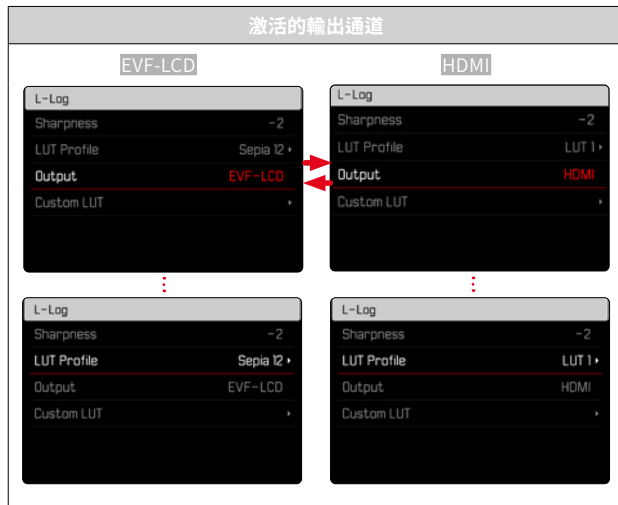 激活的輸出通道
EVF-LCD
L-Log
Sharpness -2
LUT Profile Sepia 12
Output EVF-LCD
Custom LUT
HDMI
L-Log
Sharpness -2
LUT Profile LUT 1
Output HDMI
Custom LUT
L-Log
Sharpness -2
LUT Profile Sepia 12
Output EVF-LCD
Custom LUT
L-Log
Sharpness -2
LUT Profile LUT 1
Output HDMI
Custom LUT